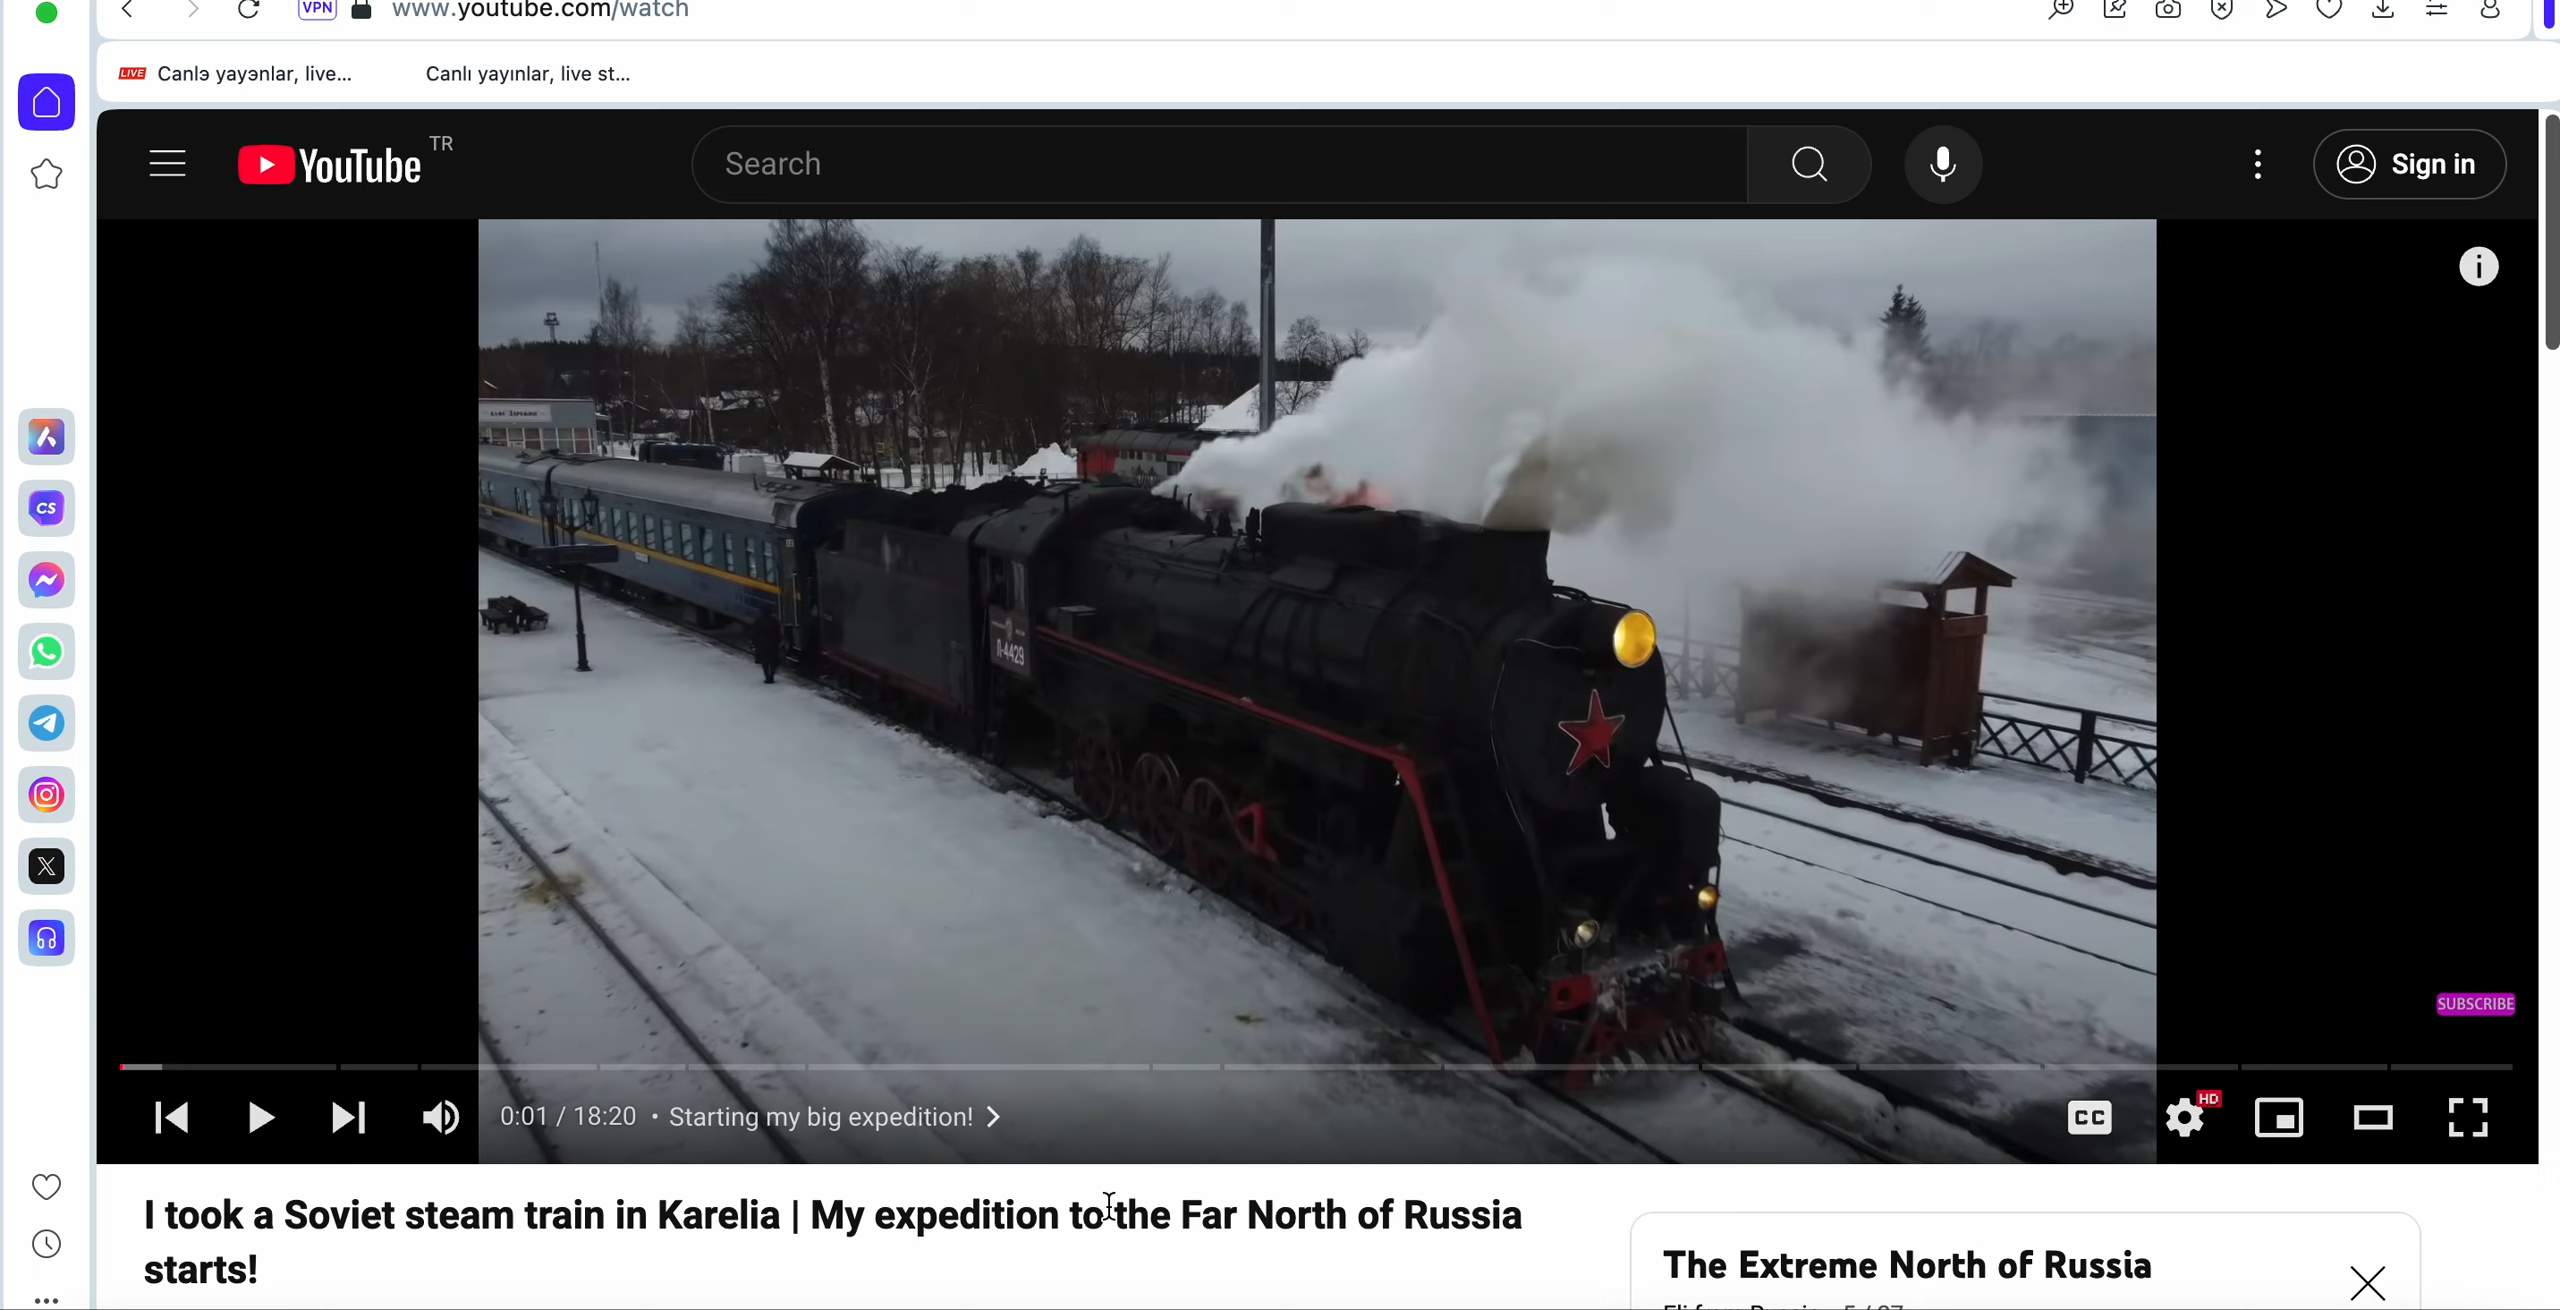 VPN www.youtube.com/watch
LIVE Canlə yayənlar, live... Canlı yayınlar, live st...
YouTube TR Search Sign in
CS
Л-4429
SUBSCRIBE
0:01 / 18:20 • Starting my big expedition!
CC HD
I took a Soviet steam train in Karelia | My expedition to the Far North of Russia
starts!
The Extreme North of Russia